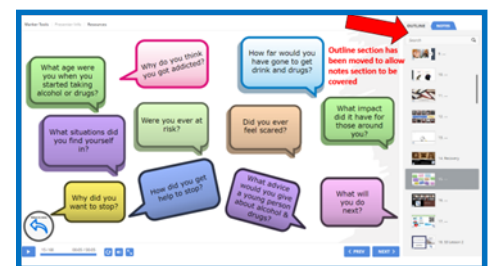 Marker Tools Presenter Info Resources
OUTLINE NOTES
Search
Outline section has
been moved to allow
notes section to be
covered
What age were
you when you
started taking
alcohol or drugs?
Why do you think
you got addicted?
How far would you
have gone to get
drink and drugs?
What situations did
you find yourself
in?
Were you ever at
risk?
Did you ever
feel scared?
What impact
did it have for
those around
you?
Why did you
want to stop?
How did you get
help to stop?
What advice
would you give
a young person
about alcohol &
drugs?
What will
you do
next?
14. Recovery
< PREV
NEXT >